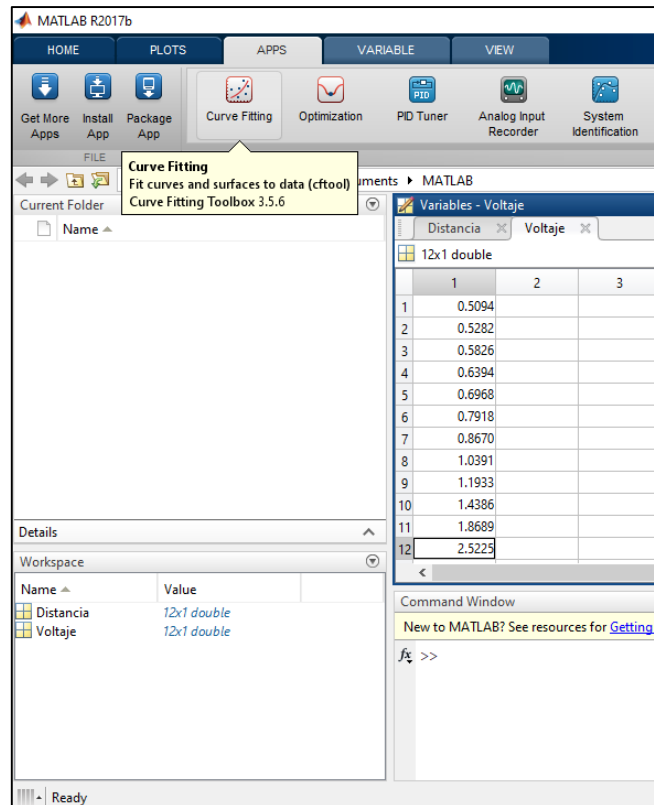 MATLAB R2017b
HOME PLOTS APPS VARIABLE VIEW
Get More Apps Install App Package App Curve Fitting Optimization PID Tuner Analog Input Recorder System Identification
PID
FILE
Curve Fitting
Fit curves and surfaces to data (cftool)
Curve Fitting Toolbox 3.5.6
uments ▸ MATLAB
Current Folder
Name
Variables - Voltaje
Distancia Voltaje
12x1 double
1 2 3
1 0.5094
2 0.5282
3 0.5826
4 0.6394
5 0.6968
6 0.7918
7 0.8670
8 1.0391
9 1.1933
10 1.4386
11 1.8689
12 2.5225
Details
Workspace
Name Value
Distancia 12x1 double
Voltaje 12x1 double
Command Window
New to MATLAB? See resources for Getting
fx >>
Ready